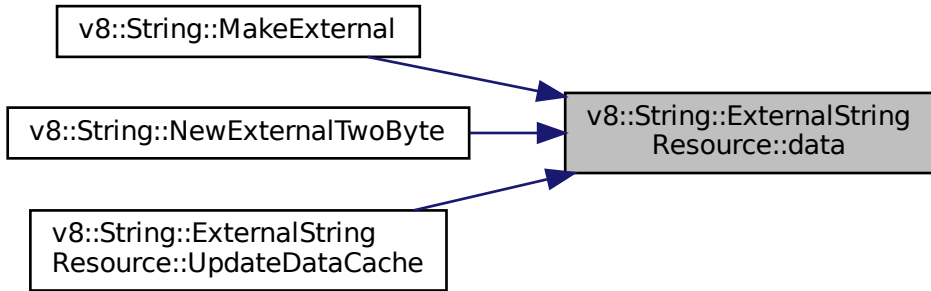 v8::String::MakeExternal
v8::String::NewExternalTwoByte
v8::String::ExternalString
Resource::UpdateDataCache
v8::String::ExternalString
Resource::data